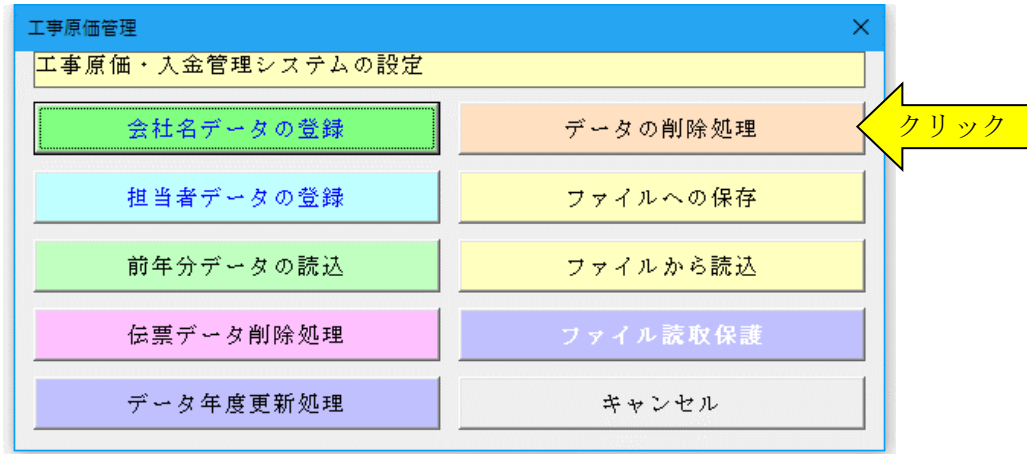 工事原価管理
工事原価・入金管理システムの設定
会社名データの登録
データの削除処理
クリック
担当者データの登録
ファイルへの保存
前年分データの読込
ファイルから読込
伝票データ削除処理
ファイル読取保護
データ年度更新処理
キャンセル